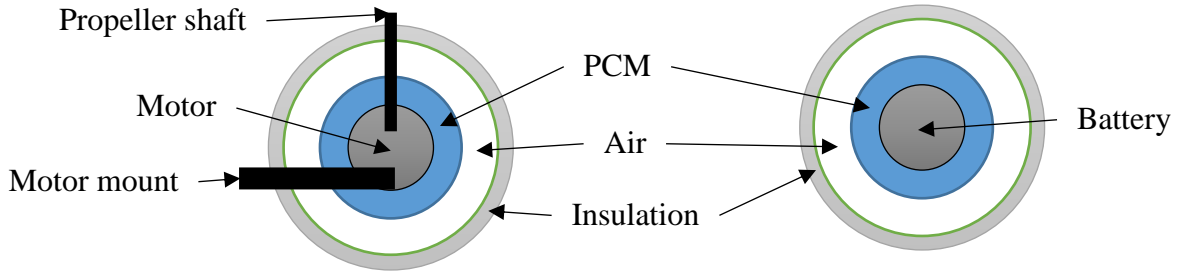 Propeller shaft
PCM
Motor
Battery
Air
Motor mount
Insulation